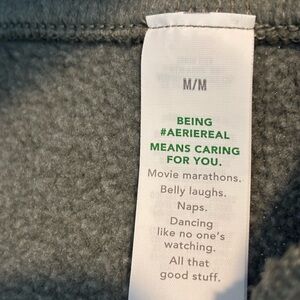 M/M
BEING
#AERIEREAL
MEANS CARING
FOR YOU.
Movie marathons.
Belly laughs.
Naps.
Dancing
like no one's
watching.
All that
good stuff.